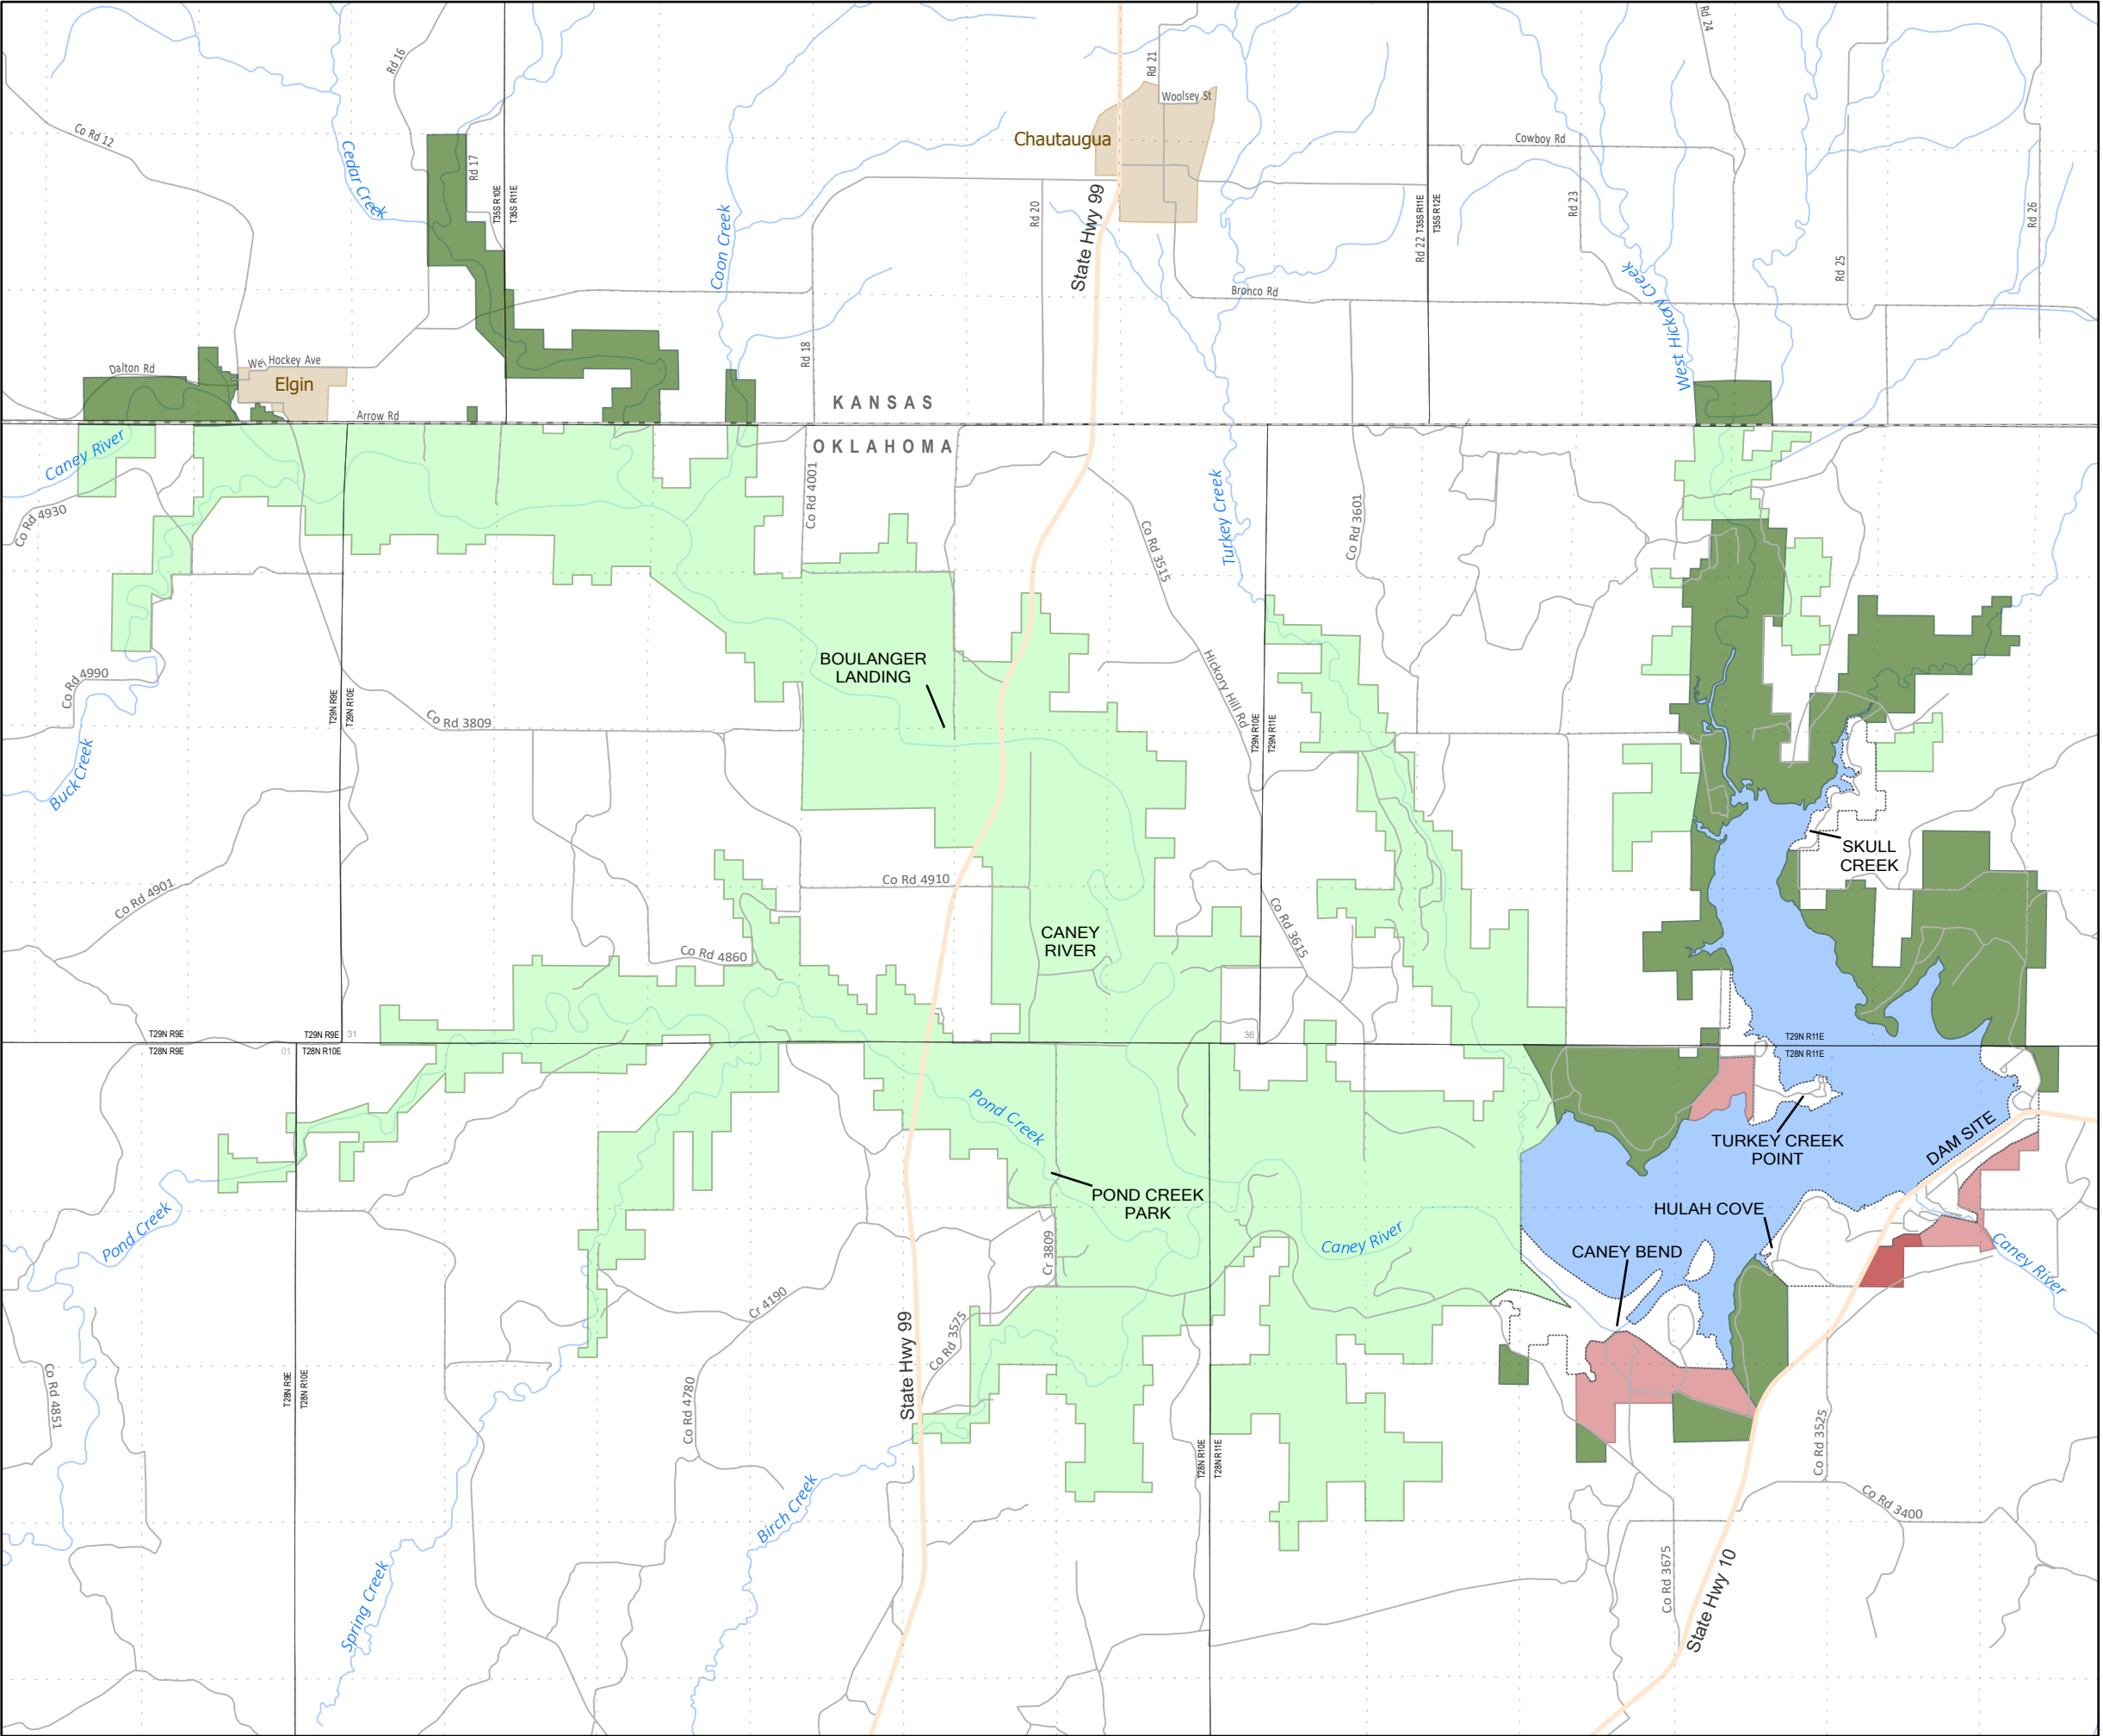 Rd 24
Rd 16
Rd 21
Woolsey St
Co Rd 12
Chautaugua
Cowboy Rd
Cedar Creek
Rd 17
T35S R10E
T35S R11E
Coon Creek
Rd 20
State Hwy 99
Rd 22
T35S R11E
T35S R12E
Rd 23
Rd 26
Rd 25
West Hickory Creek
Bronco Rd
Rd 18
Dalton Rd
We
Hockey Ave
Elgin
Arrow Rd
KANSAS
OKLAHOMA
Caney River
Co Rd 4930
Co Rd 4001
Turkey Creek
Co Rd 3601
Co Rd 3515
BOULANGER
LANDING
Hickory Hill Rd
Co Rd 4990
T29N R9E
T29N R10E
Co Rd 3809
T29N R10E
T29N R11E
Buck Creek
SKULL
CREEK
Co Rd 4901
Co Rd 4910
CANEY
RIVER
Co Rd 3615
Co Rd 4860
T29N R9E
T29N R9E
31
36
T29N R11E
T28N R9E
01
T28N R10E
T28N R11E
Pond Creek
TURKEY CREEK
POINT
DAM SITE
POND CREEK
PARK
HULAH COVE
Pond Creek
Cr 3809
Caney River
CANEY BEND
Caney River
Cr 4190
State Hwy 99
Co Rd 3575
Co Rd 4851
T28N R9E
T28N R10E
Co Rd 4780
T28N R10E
T28N R11E
Co Rd 3525
Birch Creek
Co Rd 3400
Spring Creek
Co Rd 3675
State Hwy 10